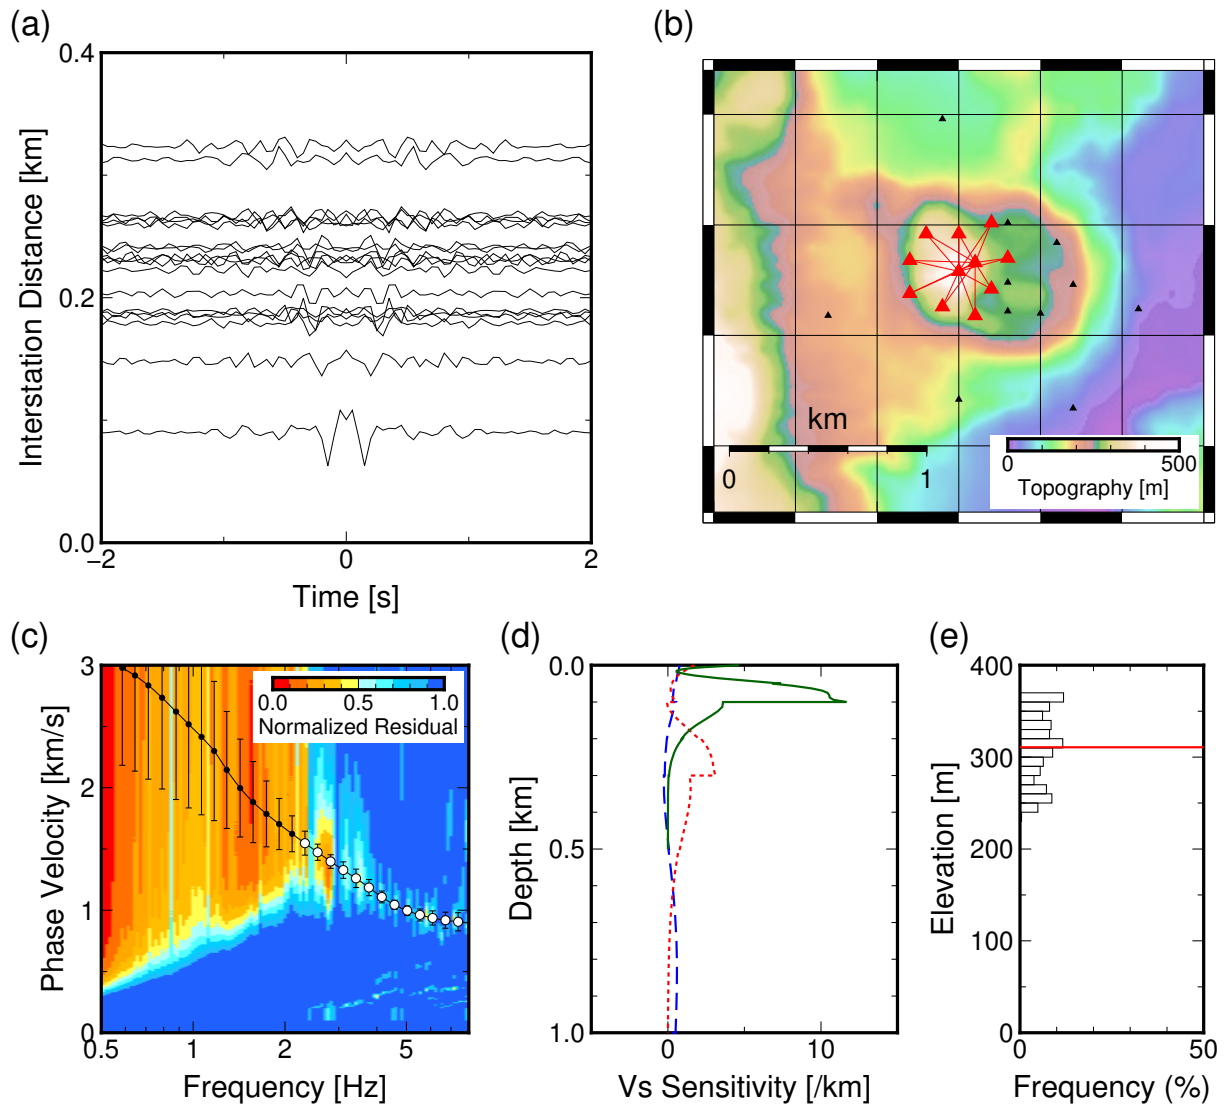 (a)
0.4
0.2
0.0
−2
0
2
Interstation Distance [km]
Time [s]
(b)
km
0
1
0
500
Topography [m]
(c)
3
2
1
0
0.5
1
2
5
Phase Velocity [km/s]
Frequency [Hz]
0.0
0.5
1.0
Normalized Residual
(d)
0.0
0.5
1.0
0
5
10
Depth [km]
Vs Sensitivity [/km]
(e)
400
300
200
100
0
0
50
Elevation [m]
Frequency (%)